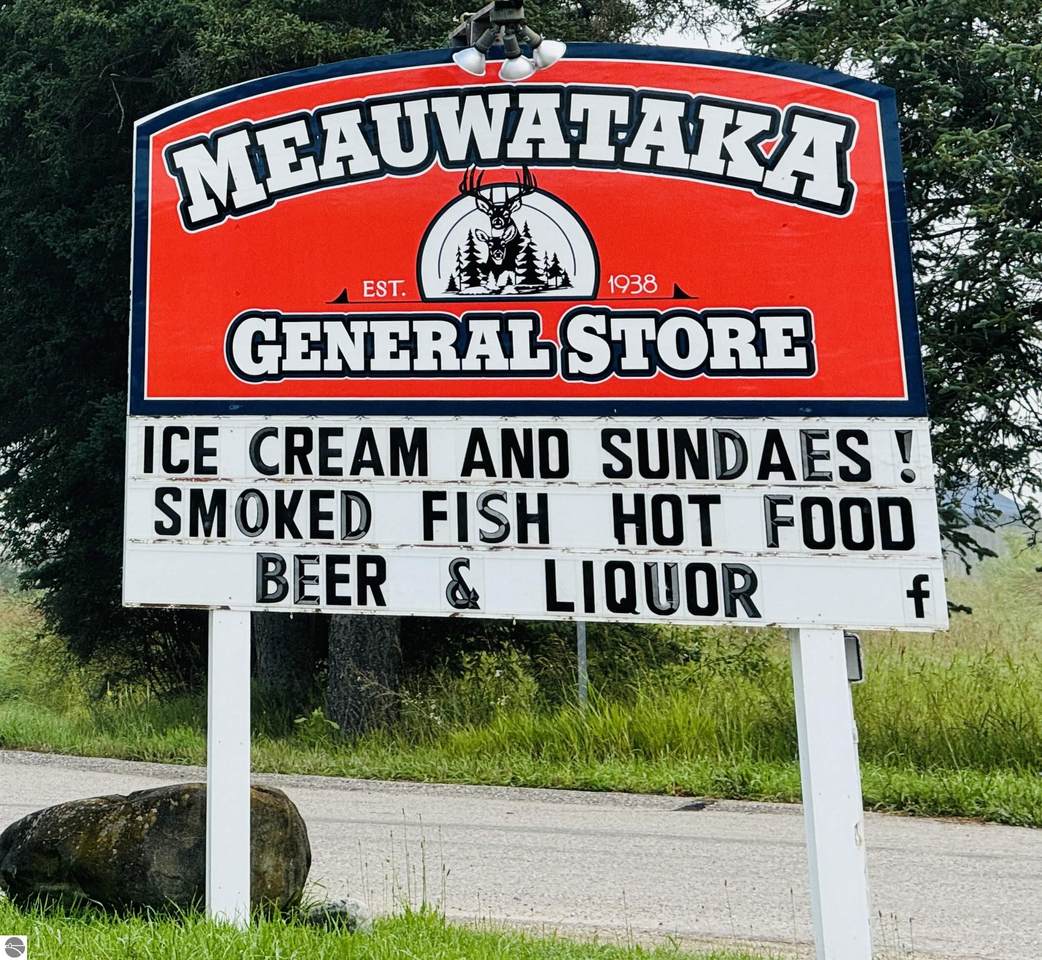 MEAUWATAKA
EST. 1938
GENERAL STORE
ICE CREAM AND SUNDAES !
SMOKED FISH HOT FOOD
BEER & LIQUOR f